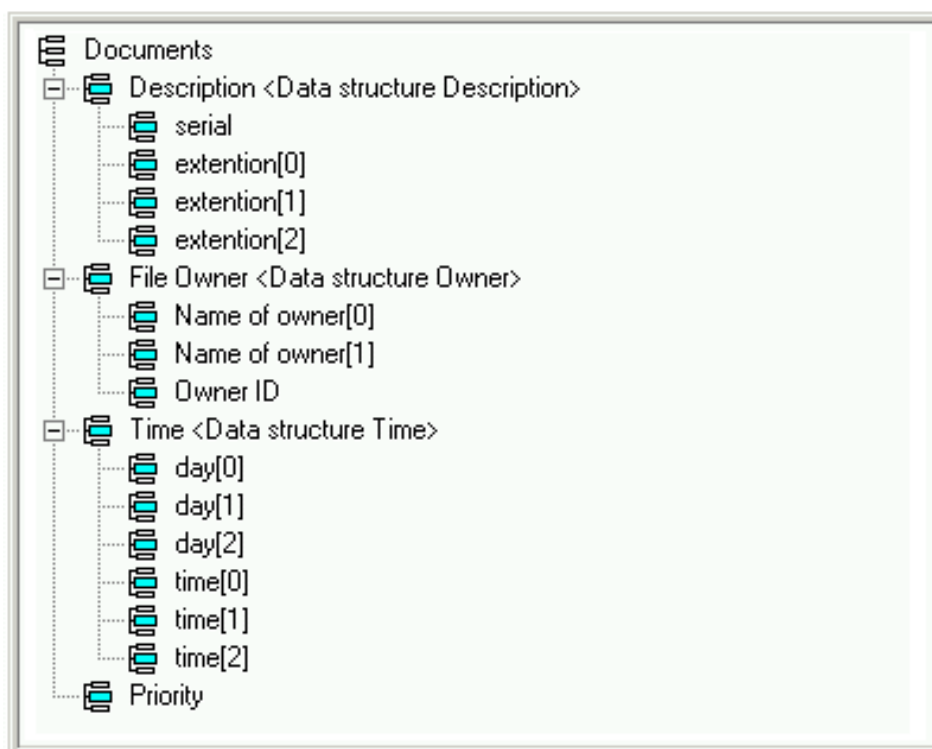 Documents
Description <Data structure Description>
serial
extention[0]
extention[1]
extention[2]
File Owner <Data structure Owner>
Name of owner[0]
Name of owner[1]
Owner ID
Time <Data structure Time>
day[0]
day[1]
day[2]
time[0]
time[1]
time[2]
Priority